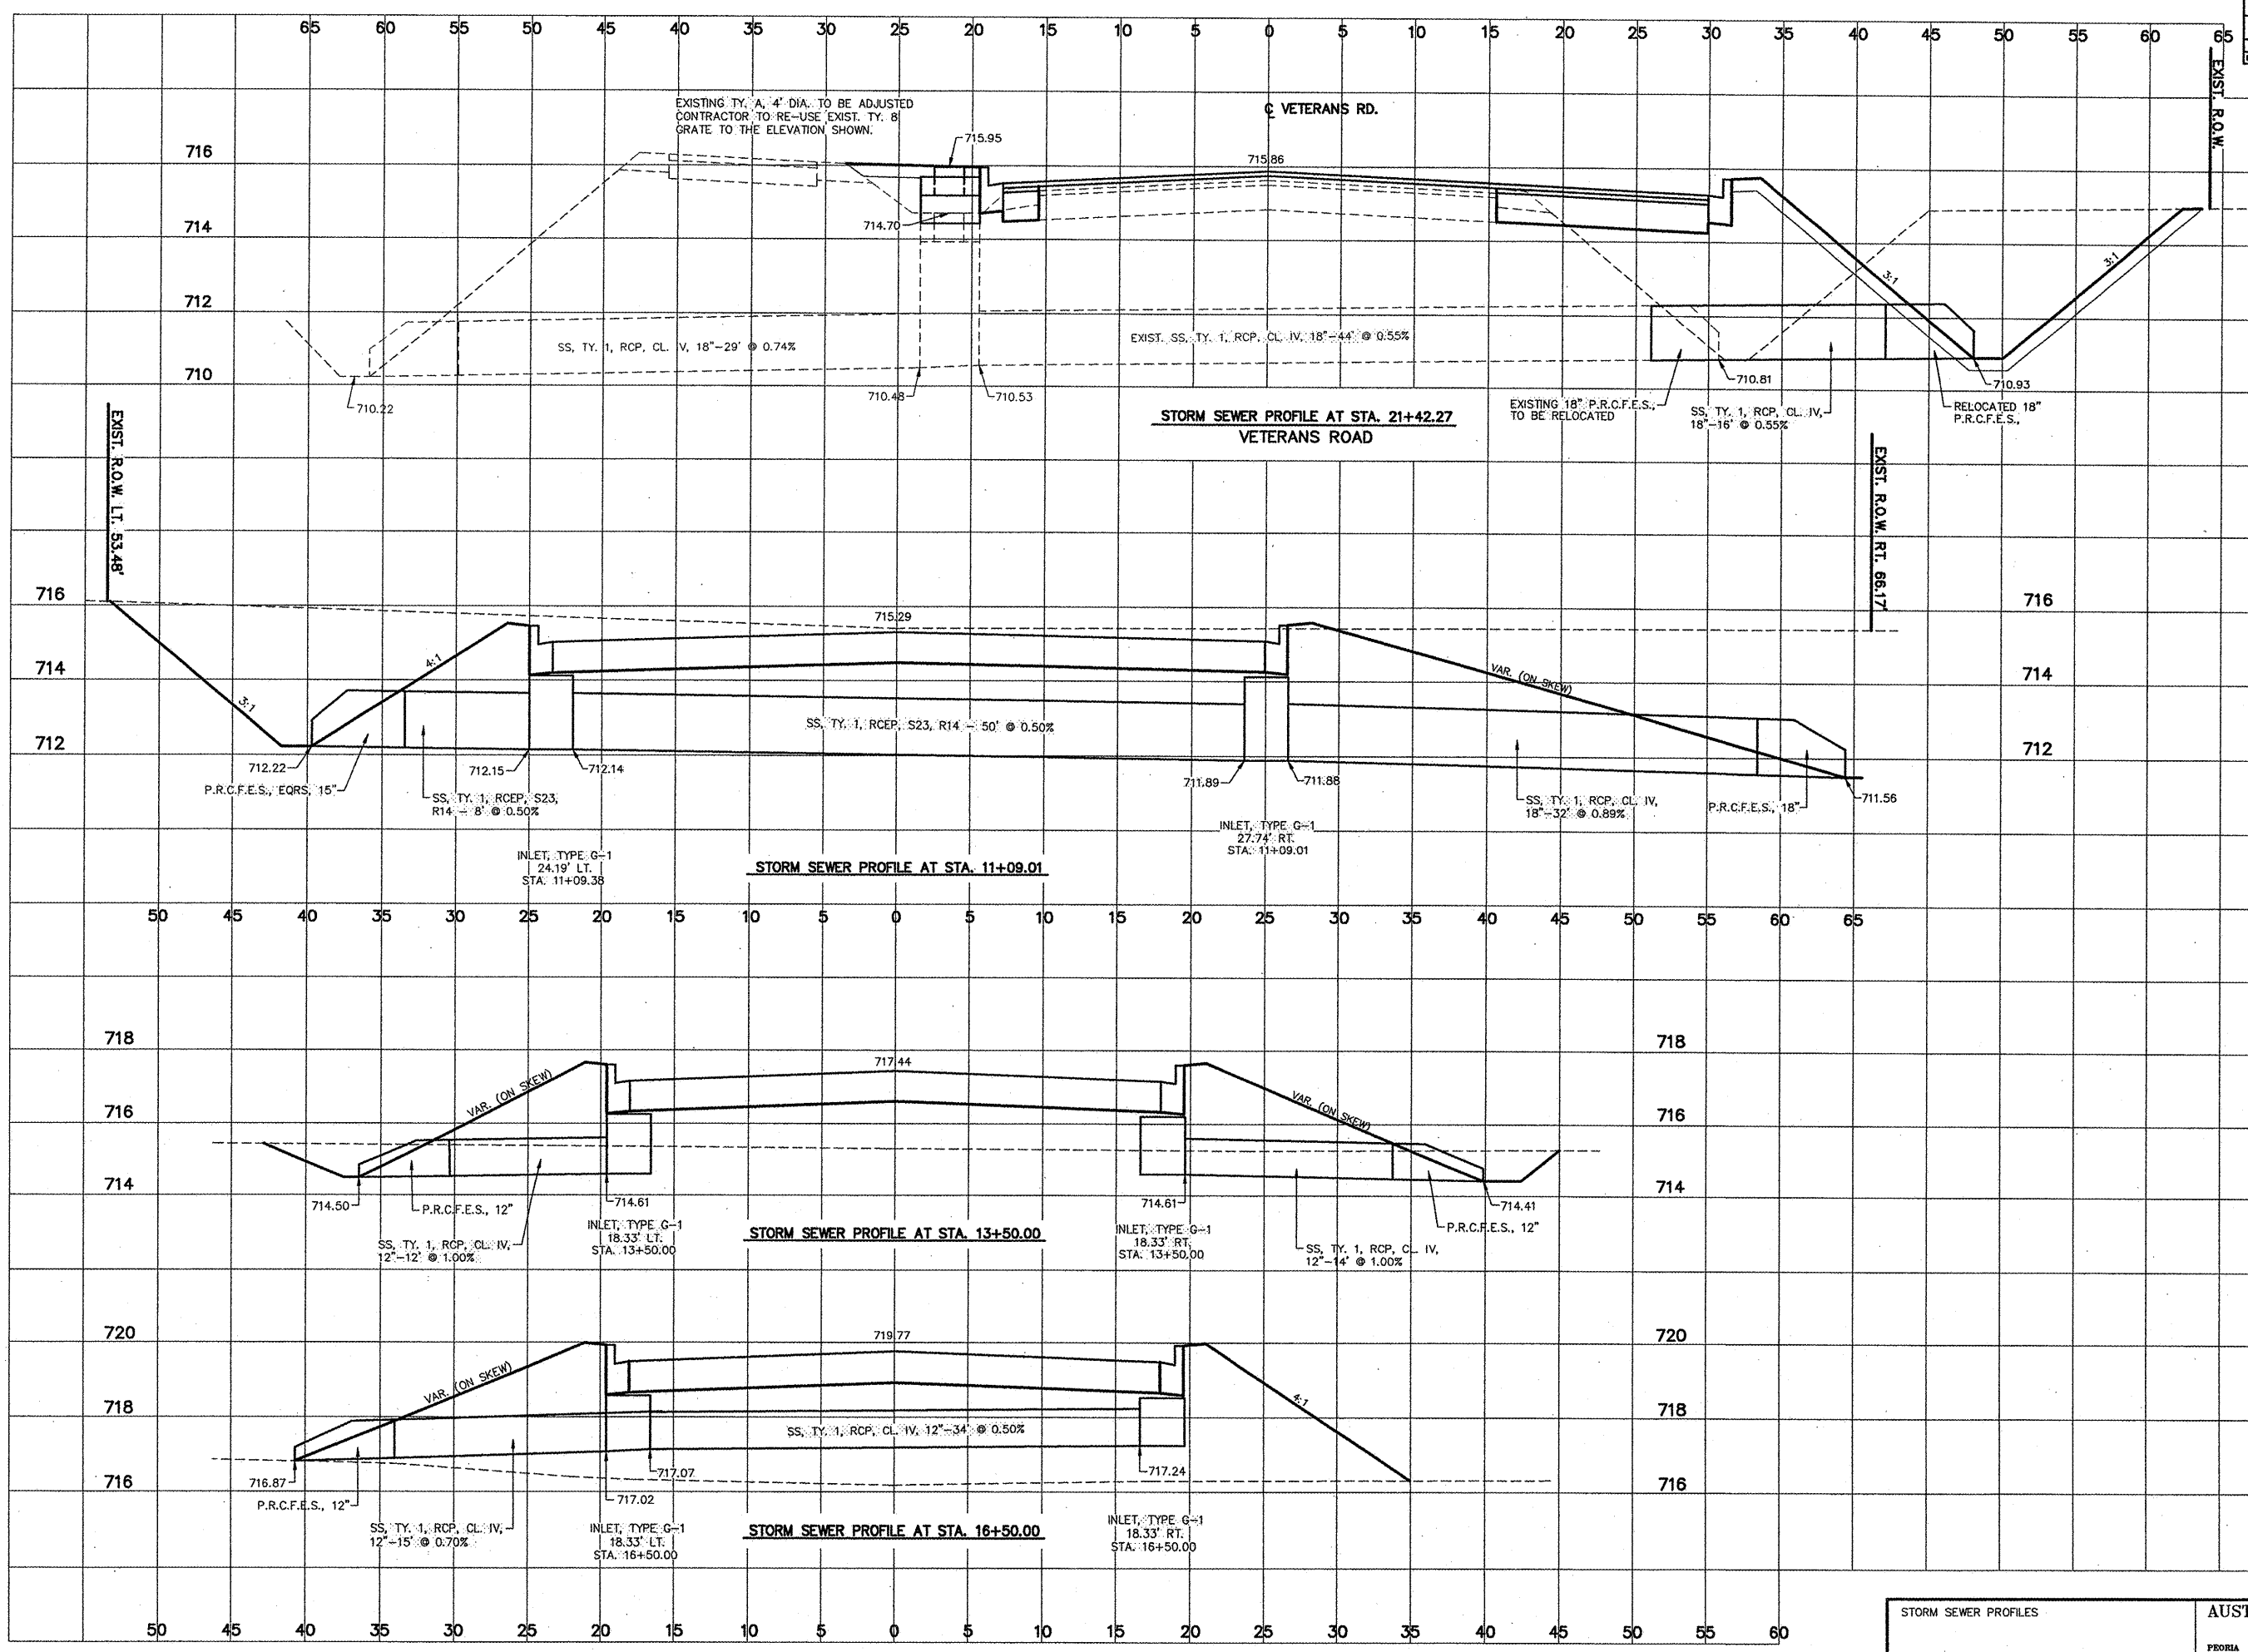 65 60 55 50 45 40 35 30 25 20 15 10 5 0 5 10 15 20 25 31 35 40 45 50 55 60 65
EXIST. R.O.W.
EXISTING TY. A, 4' DIA. TO BE ADJUSTED
CONTRACTOR TO RE-USE EXIST. TY. 8
GRATE TO THE ELEVATION SHOWN.
℄ VETERANS RD.
715.95
716
715.86
714.70
714
3:1
3:1
712
SS, TY. 1, RCP, CL. IV, 18"-29' @ 0.74%
EXIST. SS, TY. 1, RCP, CL. IV, 18"-44' @ 0.55%
710
710.22
710.48
710.53
710.81
710.93
EXISTING 18" P.R.C.F.E.S.,
TO BE RELOCATED
SS, TY. 1, RCP, CL. IV,
18"-16' @ 0.55%
RELOCATED 18"
P.R.C.F.E.S.,
STORM SEWER PROFILE AT STA. 21+42.27
VETERANS ROAD
EXIST. R.O.W. LT. 53.48'
EXIST. R.O.W. RT. 66.17'
716
715.29
716
4:1
714
VAR. (ON SKEW)
714
3:1
SS, TY. 1, RCEP, S23, R14 - 50' @ 0.50%
712
712
712.22
712.15
712.14
711.89
711.88
711.56
P.R.C.F.E.S., EQRS, 15"
SS, TY. 1, RCEP, S23,
R14 - 8' @ 0.50%
SS, TY. 1, RCP, CL. IV,
18"-32' @ 0.89%
P.R.C.F.E.S., 18"
INLET, TYPE G-1
24.19' LT.
STA. 11+09.38
INLET, TYPE G-1
27.74' RT.
STA. 11+09.01
STORM SEWER PROFILE AT STA. 11+09.01
50 45 40 35 30 25 20 15 10 5 0 5 10 15 20 25 30 35 40 45 50 55 60 65
718
717.44
718
VAR. (ON SKEW)
VAR. (ON SKEW)
716
716
714
714
714.50
714.61
714.61
714.41
P.R.C.F.E.S., 12"
P.R.C.F.E.S., 12"
SS, TY. 1, RCP, CL. IV,
12"-12' @ 1.00%
INLET, TYPE G-1
18.33' LT.
STA. 13+50.00
STORM SEWER PROFILE AT STA. 13+50.00
INLET, TYPE G-1
18.33' RT.
STA. 13+50.00
SS, TY. 1, RCP, CL. IV,
12"-14' @ 1.00%
720
719.77
720
VAR. (ON SKEW)
4:1
718
718
SS, TY. 1, RCP, CL. IV, 12"-34' @ 0.50%
716
716
716.87
717.07
717.24
717.02
P.R.C.F.E.S., 12"
SS, TY. 1, RCP, CL. IV,
12"-15' @ 0.70%
INLET, TYPE G-1
18.33' LT.
STA. 16+50.00
STORM SEWER PROFILE AT STA. 16+50.00
INLET, TYPE G-1
18.33' RT.
STA. 16+50.00
50 45 40 35 30 25 20 15 10 5 0 5 10 15 20 25 30 35 40 45 50 55 60
STORM SEWER PROFILES
AUST
PEORIA